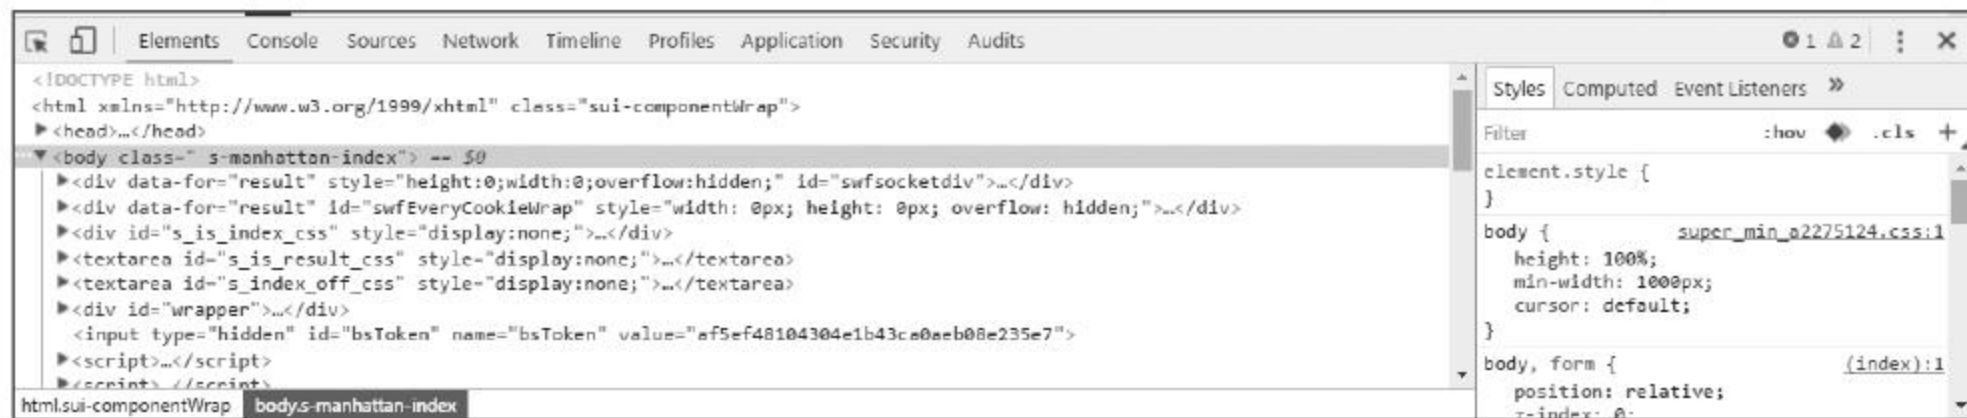 Elements Console Sources Network Timeline Profiles Application Security Audits 1 2
<!DOCTYPE html>
<html xmlns="http://www.w3.org/1999/xhtml" class="sui-componentWrap">
<head>…</head>
<body class=" s-manhattan-index"> == $0
<div data-for="result" style="height:0;width:0;overflow:hidden;" id="swfsocketdiv">…</div>
<div data-for="result" id="swfEveryCookieWrap" style="width: 0px; height: 0px; overflow: hidden;">…</div>
<div id="s_is_index_css" style="display:none;">…</div>
<textarea id="s_is_result_css" style="display:none;">…</textarea>
<textarea id="s_index_off_css" style="display:none;">…</textarea>
<div id="wrapper">…</div>
<input type="hidden" id="bsToken" name="bsToken" value="af5ef48104304e1b43ca0aeb08e235e7">
<script>…</script>
<script> </script>
html.sui-componentWrap body.s-manhattan-index
Styles Computed Event Listeners »
Filter :hov .cls +
element.style {
}
body { super_min_a2275124.css:1
height: 100%;
min-width: 1000px;
cursor: default;
}
body, form { (index):1
position: relative;
z-index: 0;